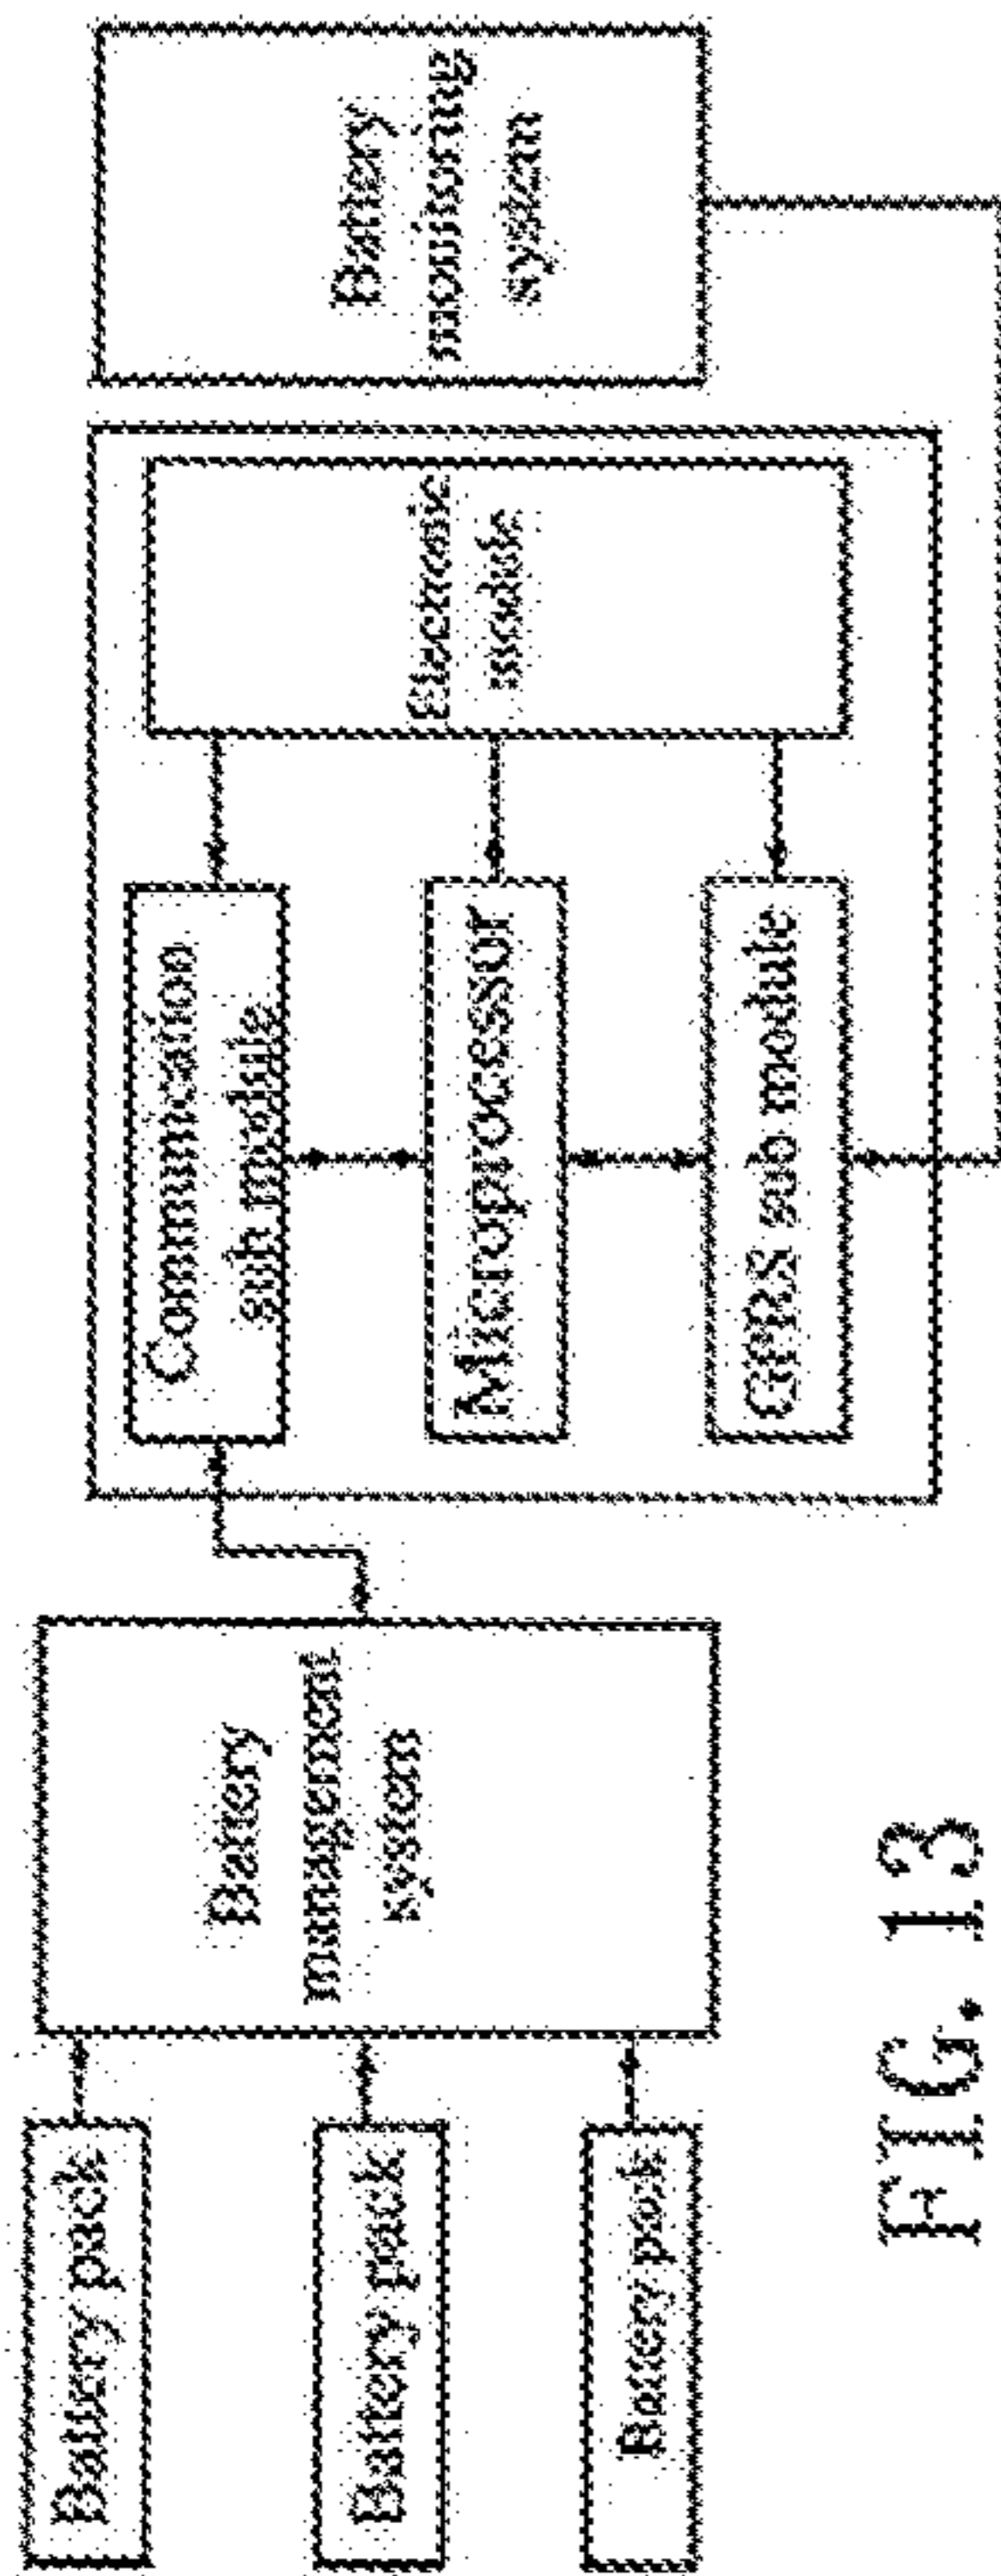 Battery pack
Battery pack
Battery pack
Battery
management
system
Communication
sub module
Microprocessor
GPRS sub module
Electronic
module
Battery
monitoring
system
FIG. 13